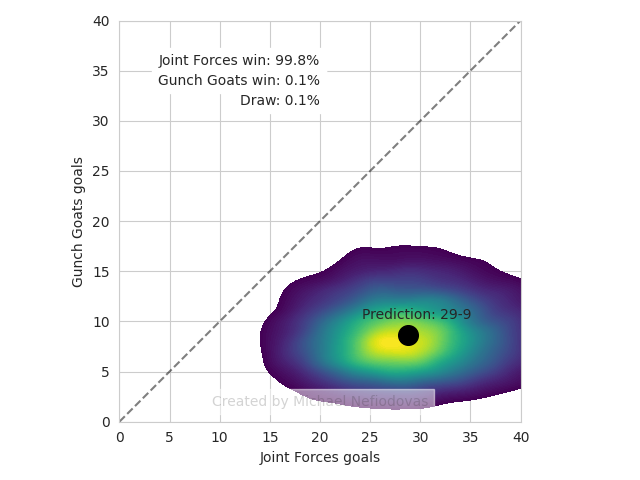 40
35
30
25
20
15
10
5
0
Gunch Goats goals
Joint Forces win: 99.8%
Gunch Goats win: 0.1%
Draw: 0.1%
Prediction: 29-9
Created by Michael Nefiodovas
0 5 10 15 20 25 30 35 40
Joint Forces goals